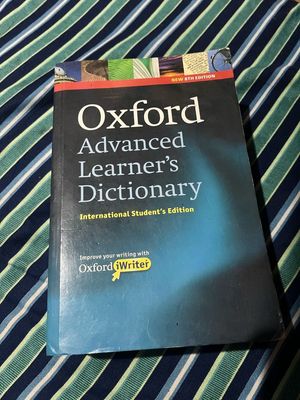 NEW 8TH EDITION
Oxford
Advanced
Learner's
Dictionary
International Student's Edition
Improve your writing with
Oxford iWriter